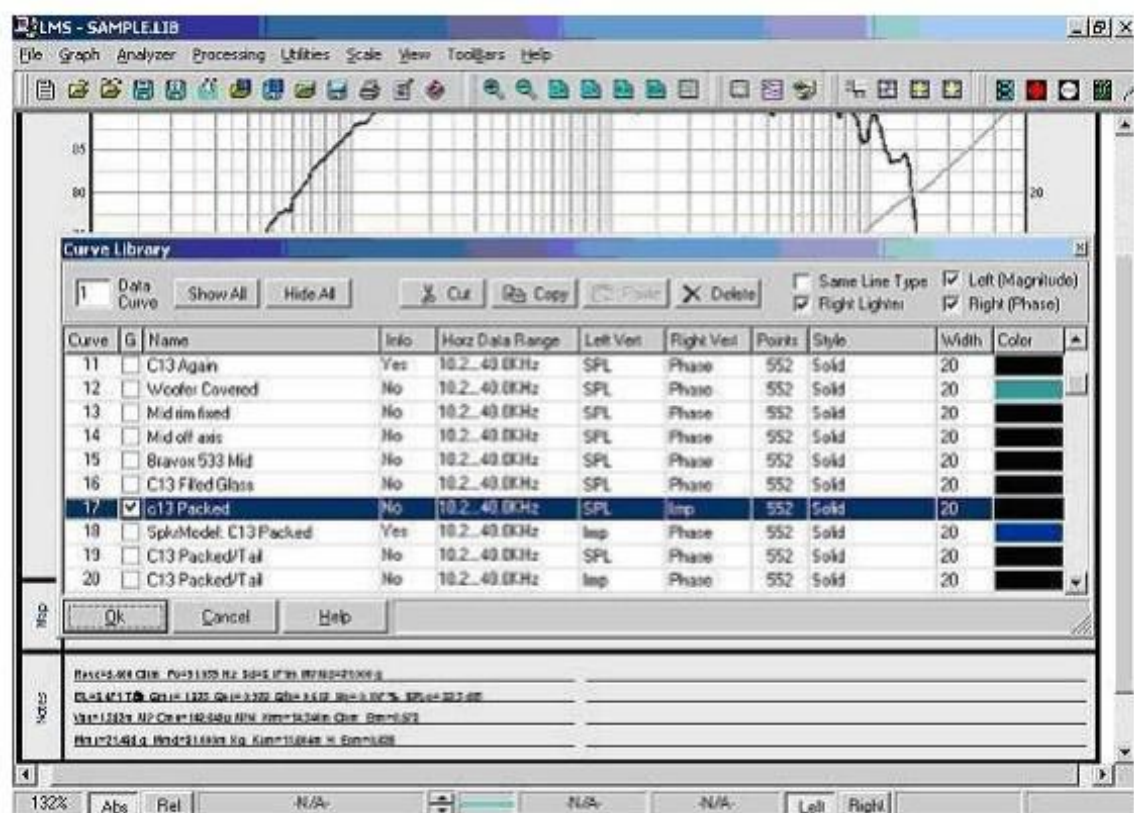 LMS - SAMPLE.LIB
File Graph Analyzer Processing Utilities Scale View ToolBars Help
85
80
20
Curve Library
1 Data Curve Show All Hide All Cut Copy Paste Delete Same Line Type Right Lighter Left (Magnitude) Right (Phase)
Curve G Name Info Horz Data Range Left Vert Right Vert Points Style Width Color
11 C13 Again Yes 10.2...40.0KHz SPL Phase 552 Solid 20
12 Woofer Covered No 10.2...40.0KHz SPL Phase 552 Solid 20
13 Mid rim fixed No 10.2...40.0KHz SPL Phase 552 Solid 20
14 Mid off axis No 10.2...40.0KHz SPL Phase 552 Solid 20
15 Bravox 533 Mid No 10.2...40.0KHz SPL Phase 552 Solid 20
16 C13 Filled Glass No 10.2...40.0KHz SPL Phase 552 Solid 20
17 c13 Packed No 10.2...40.0KHz SPL Imp 552 Solid 20
18 SpkrModel: C13 Packed Yes 10.2...40.0KHz Imp Phase 552 Solid 20
19 C13 Packed/Tail No 10.2...40.0KHz SPL Phase 552 Solid 20
20 C13 Packed/Tail No 10.2...40.0KHz Imp Phase 552 Solid 20
Ok Cancel Help
Map
Notes
132% Abs Rel -N/A- -N/A- -N/A- Left Right